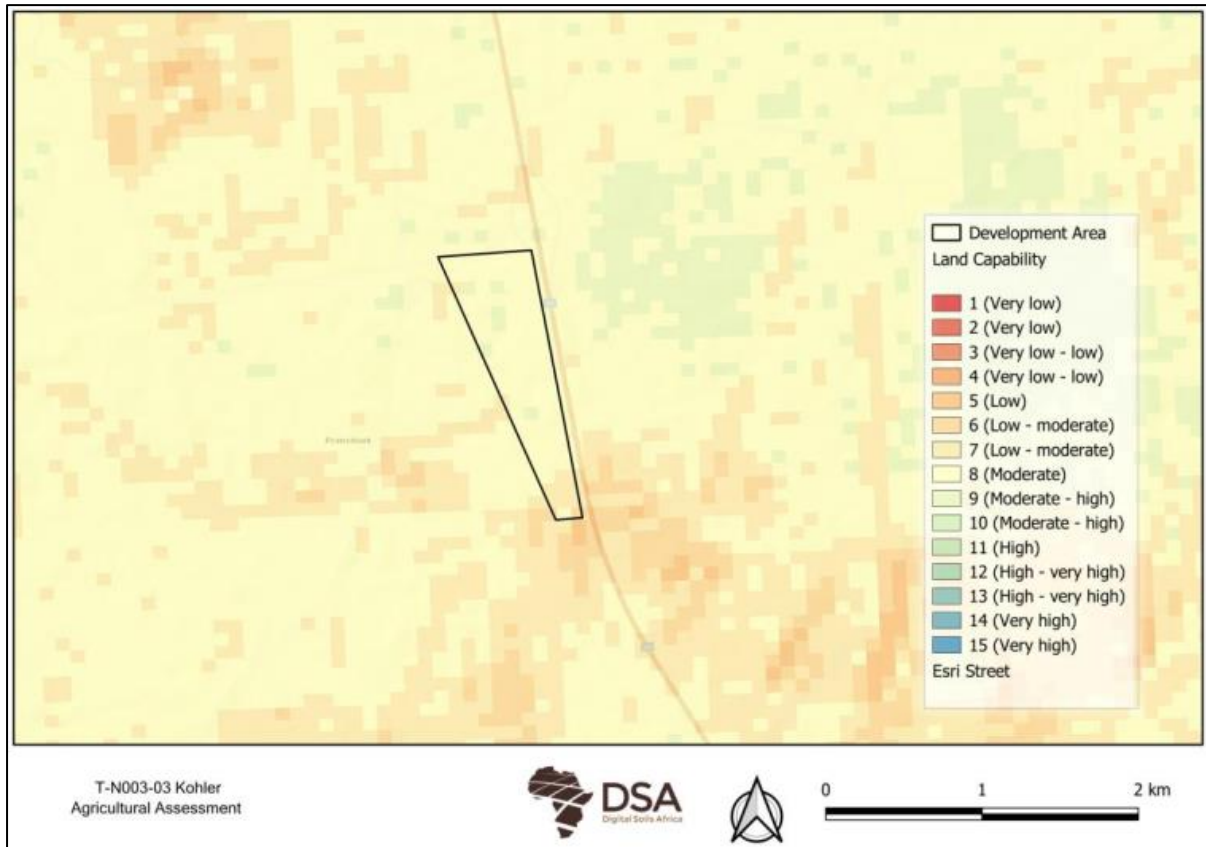 Development Area
Land Capability
1 (Very low)
2 (Very low)
3 (Very low - low)
4 (Very low - low)
5 (Low)
6 (Low - moderate)
7 (Low - moderate)
8 (Moderate)
9 (Moderate - high)
10 (Moderate - high)
11 (High)
12 (High - very high)
13 (High - very high)
14 (Very high)
15 (Very high)
Esri Street
T-N003-03 Kohler
Agricultural Assessment
DSA
Digital Soils Africa
0 1 2 km